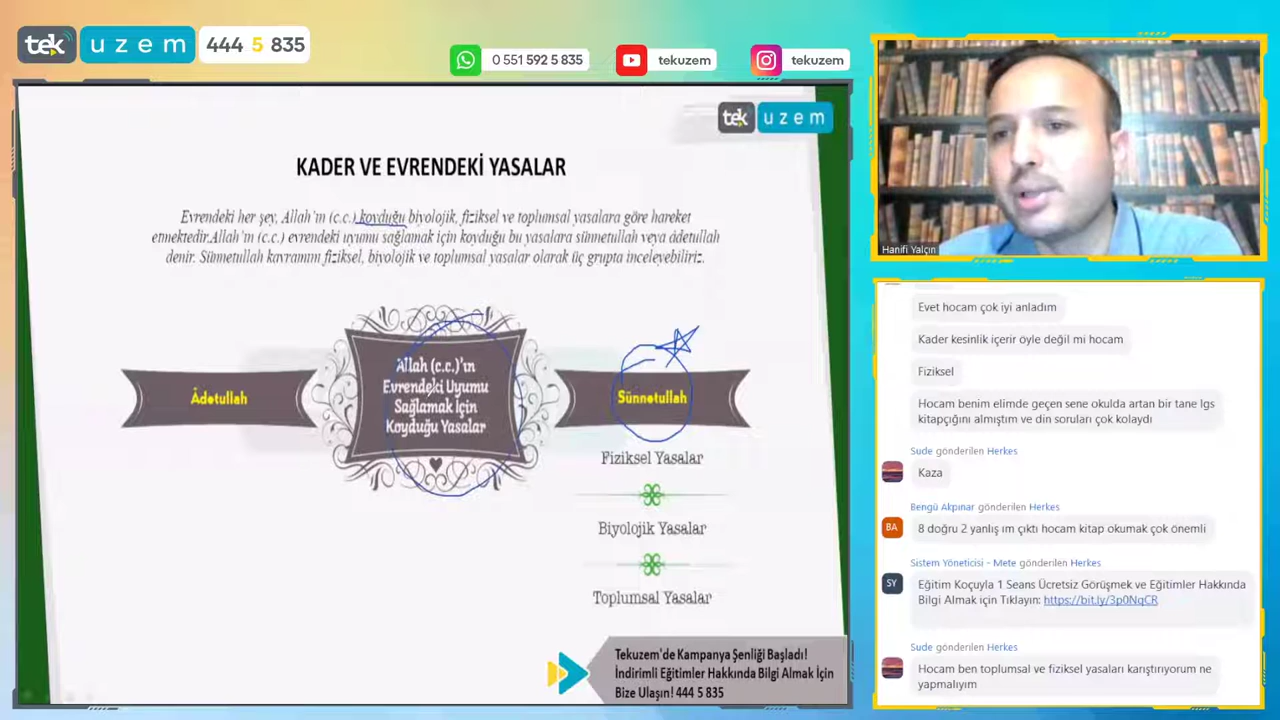 tek uzem 444 5 835
0 551 592 5 835
tekuzem
tekuzem
tek uzem
KADER VE EVRENDEKİ YASALAR
Evrendeki her şey, Allah'ın (c.c.) koyduğu biyolojik, fiziksel ve toplumsal yasalara göre hareket
etmektedir.Allah'ın (c.c.) evrendeki uyumu sağlamak için koyduğu bu yasalara sünnetullah veya âdetullah
denir. Sünnetullah kavramını fiziksel, biyolojik ve toplumsal yasalar olarak üç grupta inceleyebiliriz.
Âdetullah
Allah (c.c.)'ın
Evrendeki Uyumu
Sağlamak İçin
Koyduğu Yasalar
Sünnetullah
Fiziksel Yasalar
Biyolojik Yasalar
Toplumsal Yasalar
Tekuzem'de Kampanya Şenliği Başladı!
İndirimli Eğitimler Hakkında Bilgi Almak İçin
Bize Ulaşın! 444 5 835
Hanifi Yalçın
Evet hocam çok iyi anladım
Kader kesinlik içerir öyle değil mi hocam
Fiziksel
Hocam benim elimde geçen sene okulda artan bir tane lgs
kitapçığını almıştım ve din soruları çok kolaydı
Sude gönderilen Herkes
Kaza
Bengü Akpınar gönderilen Herkes
BA
8 doğru 2 yanlış ım çıktı hocam kitap okumak çok önemli
Sistem Yöneticisi - Mete gönderilen Herkes
SY
Eğitim Koçuyla 1 Seans Ücretsiz Görüşmek ve Eğitimler Hakkında
Bilgi Almak için Tıklayın: https://bit.ly/3p0NqCR
Sude gönderilen Herkes
Hocam ben toplumsal ve fiziksel yasaları karıştırıyorum ne
yapmalıyım